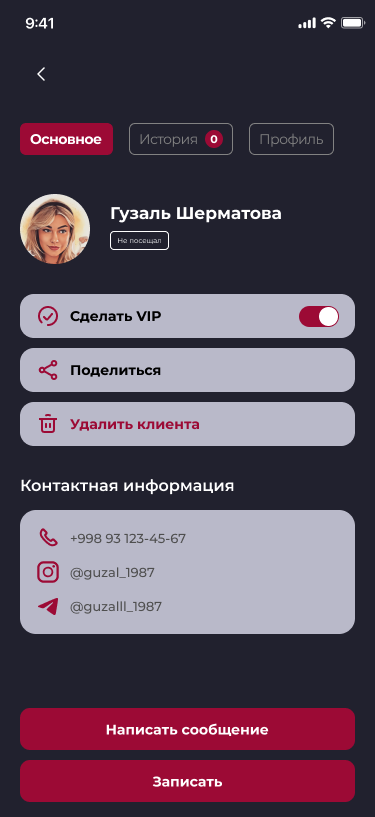 9:41
Основное
История 0
Профиль
Гузаль Шерматова
Не посещал
Сделать VIP
Поделиться
Удалить клиента
Контактная информация
+998 93 123-45-67
@guzal_1987
@guzalll_1987
Написать сообщение
Записать